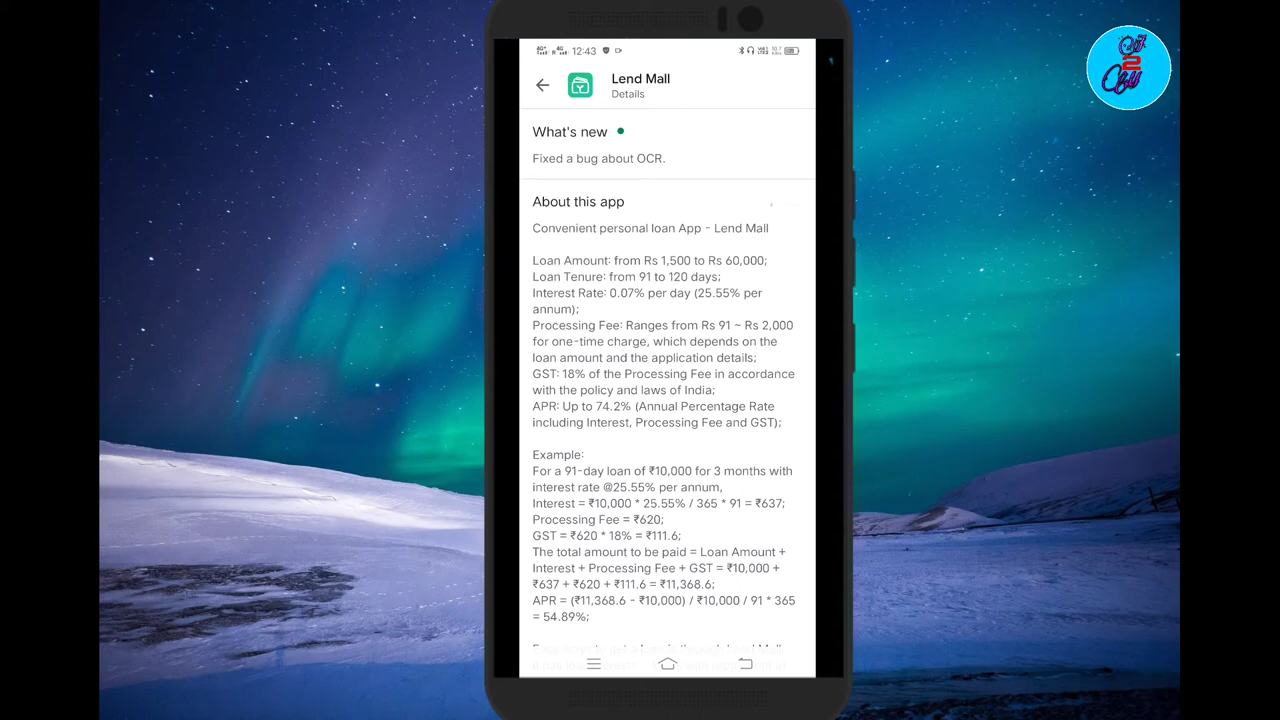 12:43
Lend Mall
Details
What's new
Fixed a bug about OCR.
About this app
Convenient personal loan App - Lend Mall
Loan Amount: from Rs 1,500 to Rs 60,000;
Loan Tenure: from 91 to 120 days;
Interest Rate: 0.07% per day (25.55% per
annum);
Processing Fee: Ranges from Rs 91 ~ Rs 2,000
for one-time charge, which depends on the
loan amount and the application details;
GST: 18% of the Processing Fee in accordance
with the policy and laws of India;
APR: Up to 74.2% (Annual Percentage Rate
including Interest, Processing Fee and GST);
Example:
For a 91-day loan of ₹10,000 for 3 months with
interest rate @25.55% per annum,
Interest = ₹10,000 * 25.55% / 365 * 91 = ₹637;
Processing Fee = ₹620;
GST = ₹620 * 18% = ₹111.6;
The total amount to be paid = Loan Amount +
Interest + Processing Fee + GST = ₹10,000 +
₹637 + ₹620 + ₹111.6 = ₹11,368.6;
APR = (₹11,368.6 - ₹10,000) / ₹10,000 / 91 * 365
= 54.89%;